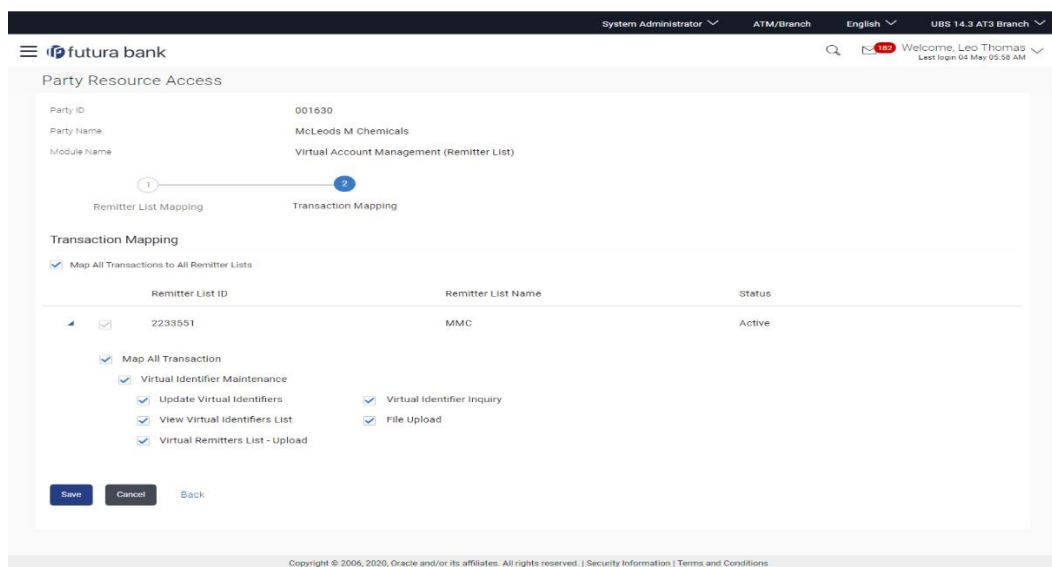 System Administrator ATM/Branch English UBS 14.3 AT3 Branch
futura bank 182 Welcome, Leo Thomas
Last login 04 May 05:58 AM
Party Resource Access
Party ID 001630
Party Name McLeods M Chemicals
Module Name Virtual Account Management (Remitter List)
1 2
Remitter List Mapping Transaction Mapping
Transaction Mapping
Map All Transactions to All Remitter Lists
Remitter List ID Remitter List Name Status
2233551 MMC Active
Map All Transaction
Virtual Identifier Maintenance
Update Virtual Identifiers Virtual Identifier Inquiry
View Virtual Identifiers List File Upload
Virtual Remitters List - Upload
Save Cancel Back
Copyright © 2006, 2020, Oracle and/or its affiliates. All rights reserved. | Security Information | Terms and Conditions